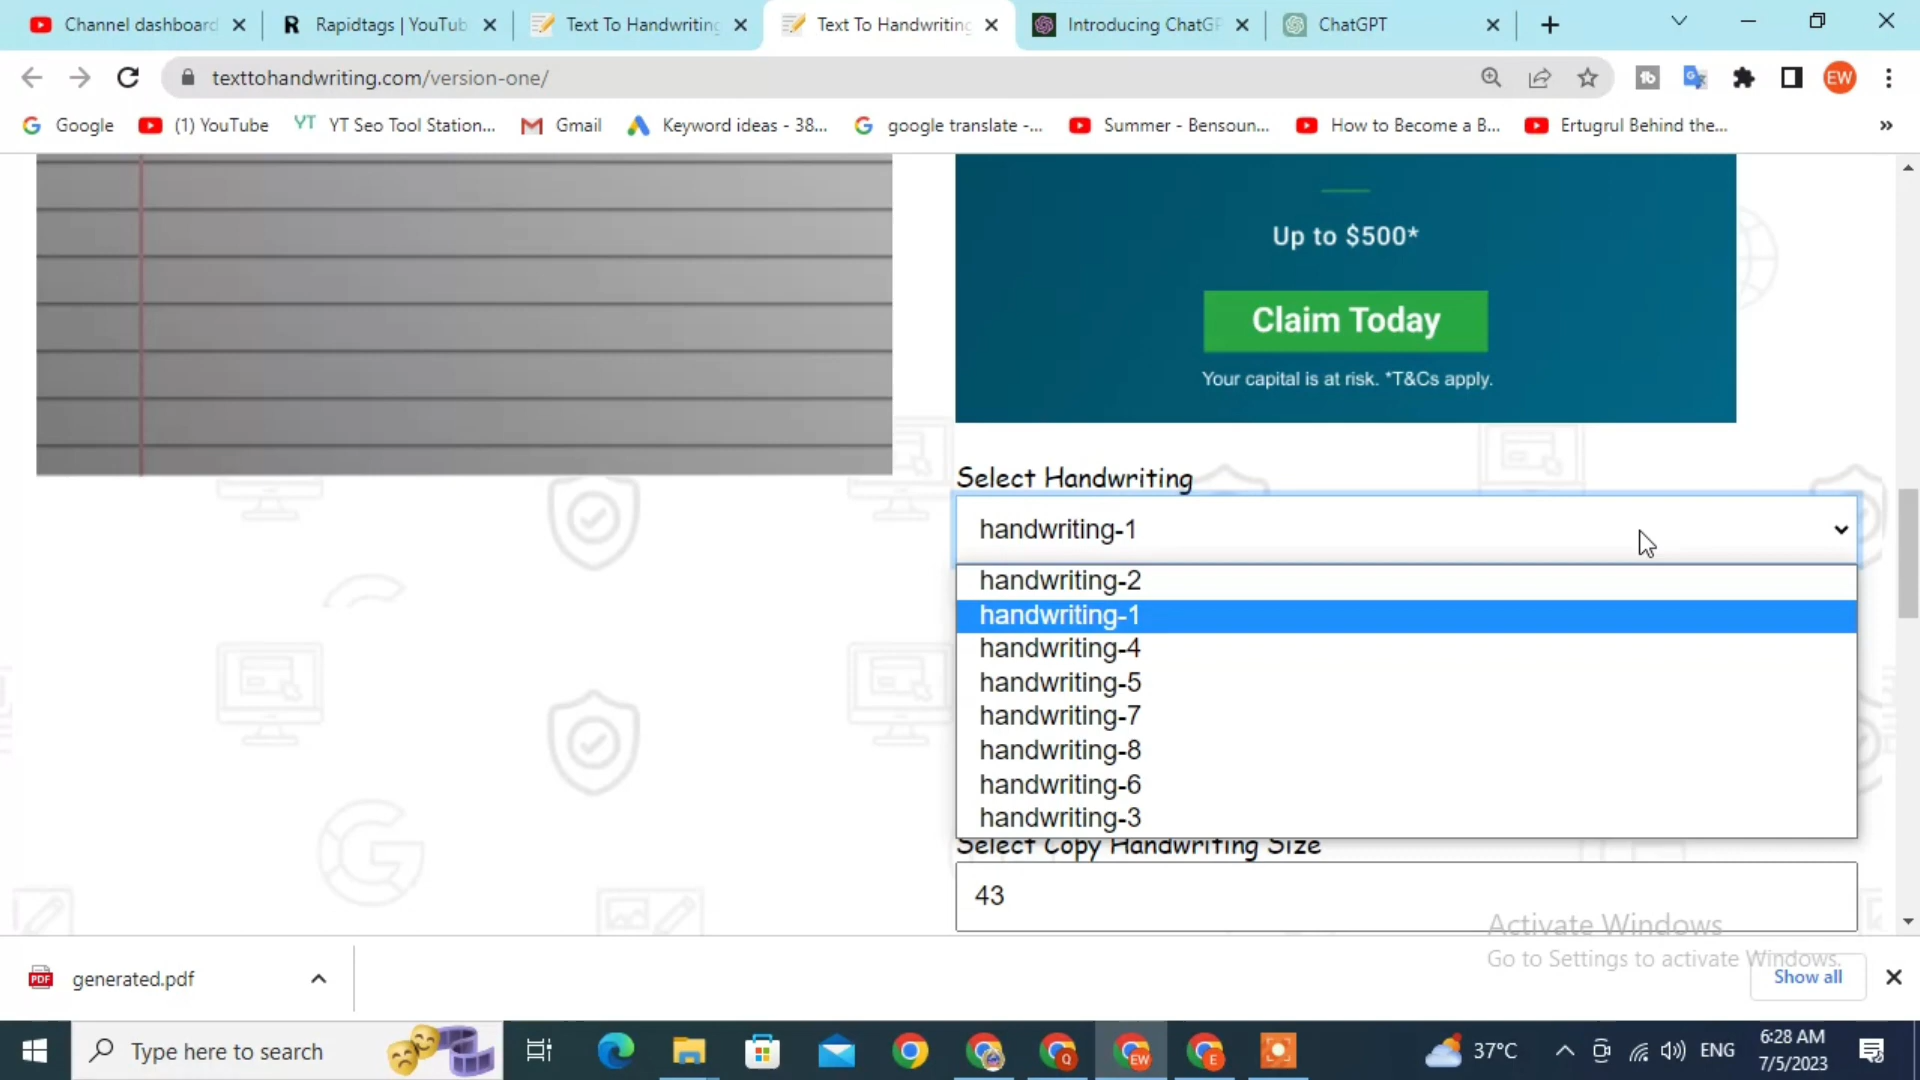 Channel dashboard
Rapidtags | YouTub
Text To Handwriting
Text To Handwriting
Introducing ChatGP
ChatGPT
texttohandwriting.com/version-one/
EW
Google
(1) YouTube
YT
YT Seo Tool Station...
Gmail
Keyword ideas - 38...
google translate -...
Summer - Bensoun...
How to Become a B...
Ertugrul Behind the...
Up to $500*
Claim Today
Your capital is at risk. *T&Cs apply.
Select Handwriting
handwriting-1
handwriting-2
handwriting-1
handwriting-4
handwriting-5
handwriting-7
handwriting-8
handwriting-6
handwriting-3
Select Copy Handwriting Size
43
Activate Windows
Go to Settings to activate Windows.
PDF
generated.pdf
Show all
Type here to search
Q
EW
E
37°C
ENG
6:28 AM
7/5/2023